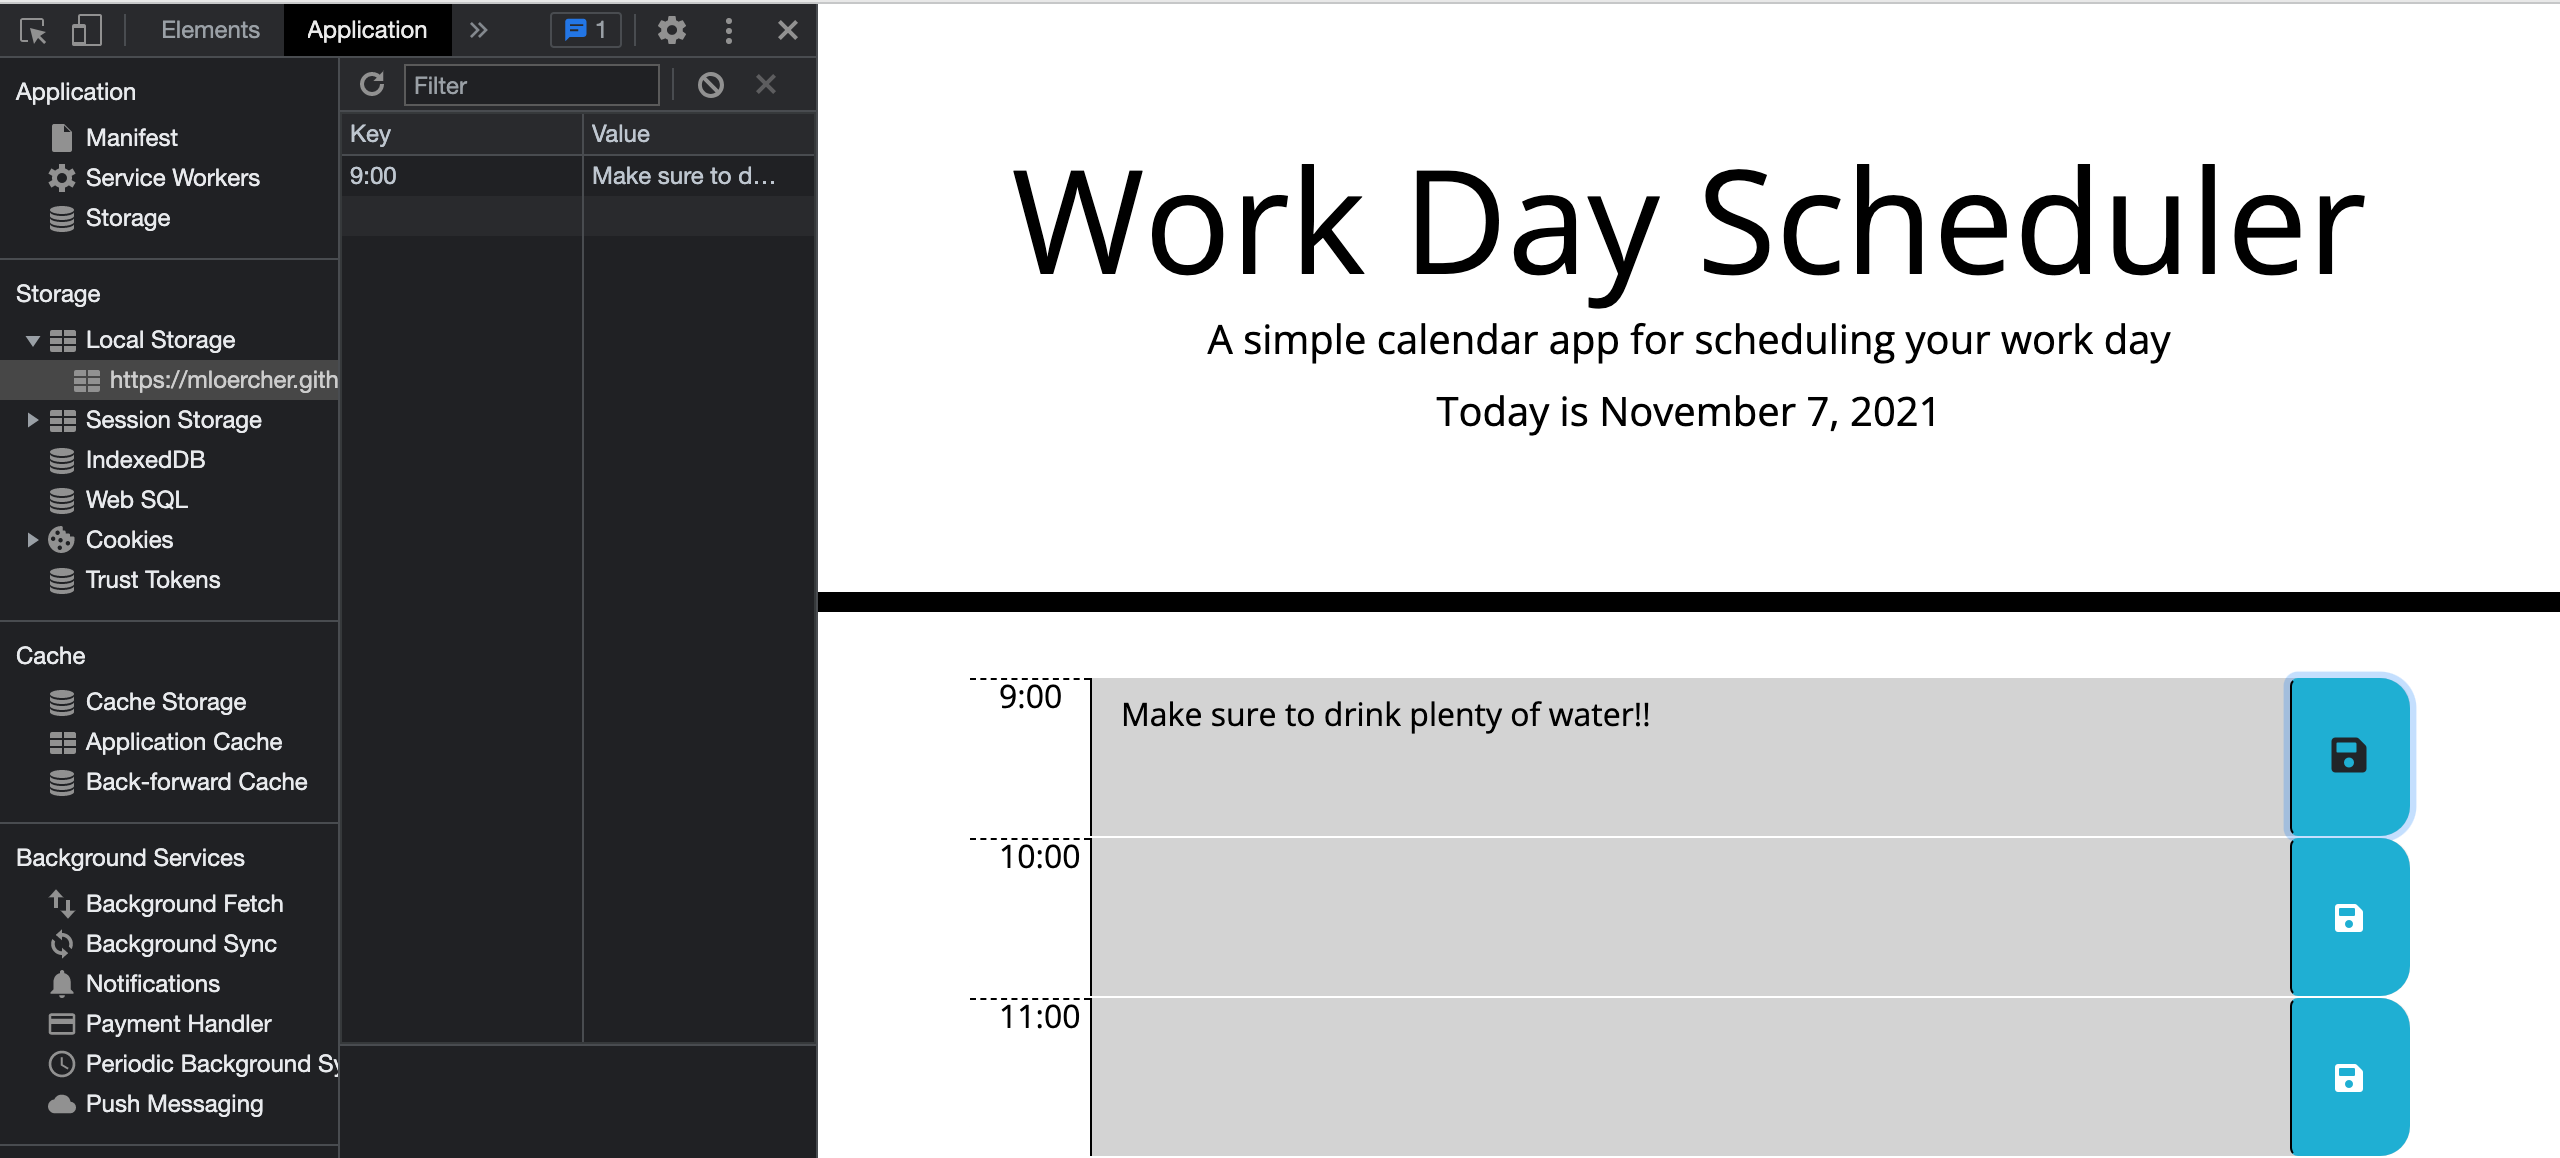 Elements
Application
1
Application
Manifest
Service Workers
Storage
Storage
Local Storage
https://mloercher.gith
Session Storage
IndexedDB
Web SQL
Cookies
Trust Tokens
Cache
Cache Storage
Application Cache
Back-forward Cache
Background Services
Background Fetch
Background Sync
Notifications
Payment Handler
Periodic Background Sy
Push Messaging
Filter
Key Value
9:00 Make sure to d…
Work Day Scheduler
A simple calendar app for scheduling your work day
Today is November 7, 2021
9:00 Make sure to drink plenty of water!!
10:00
11:00